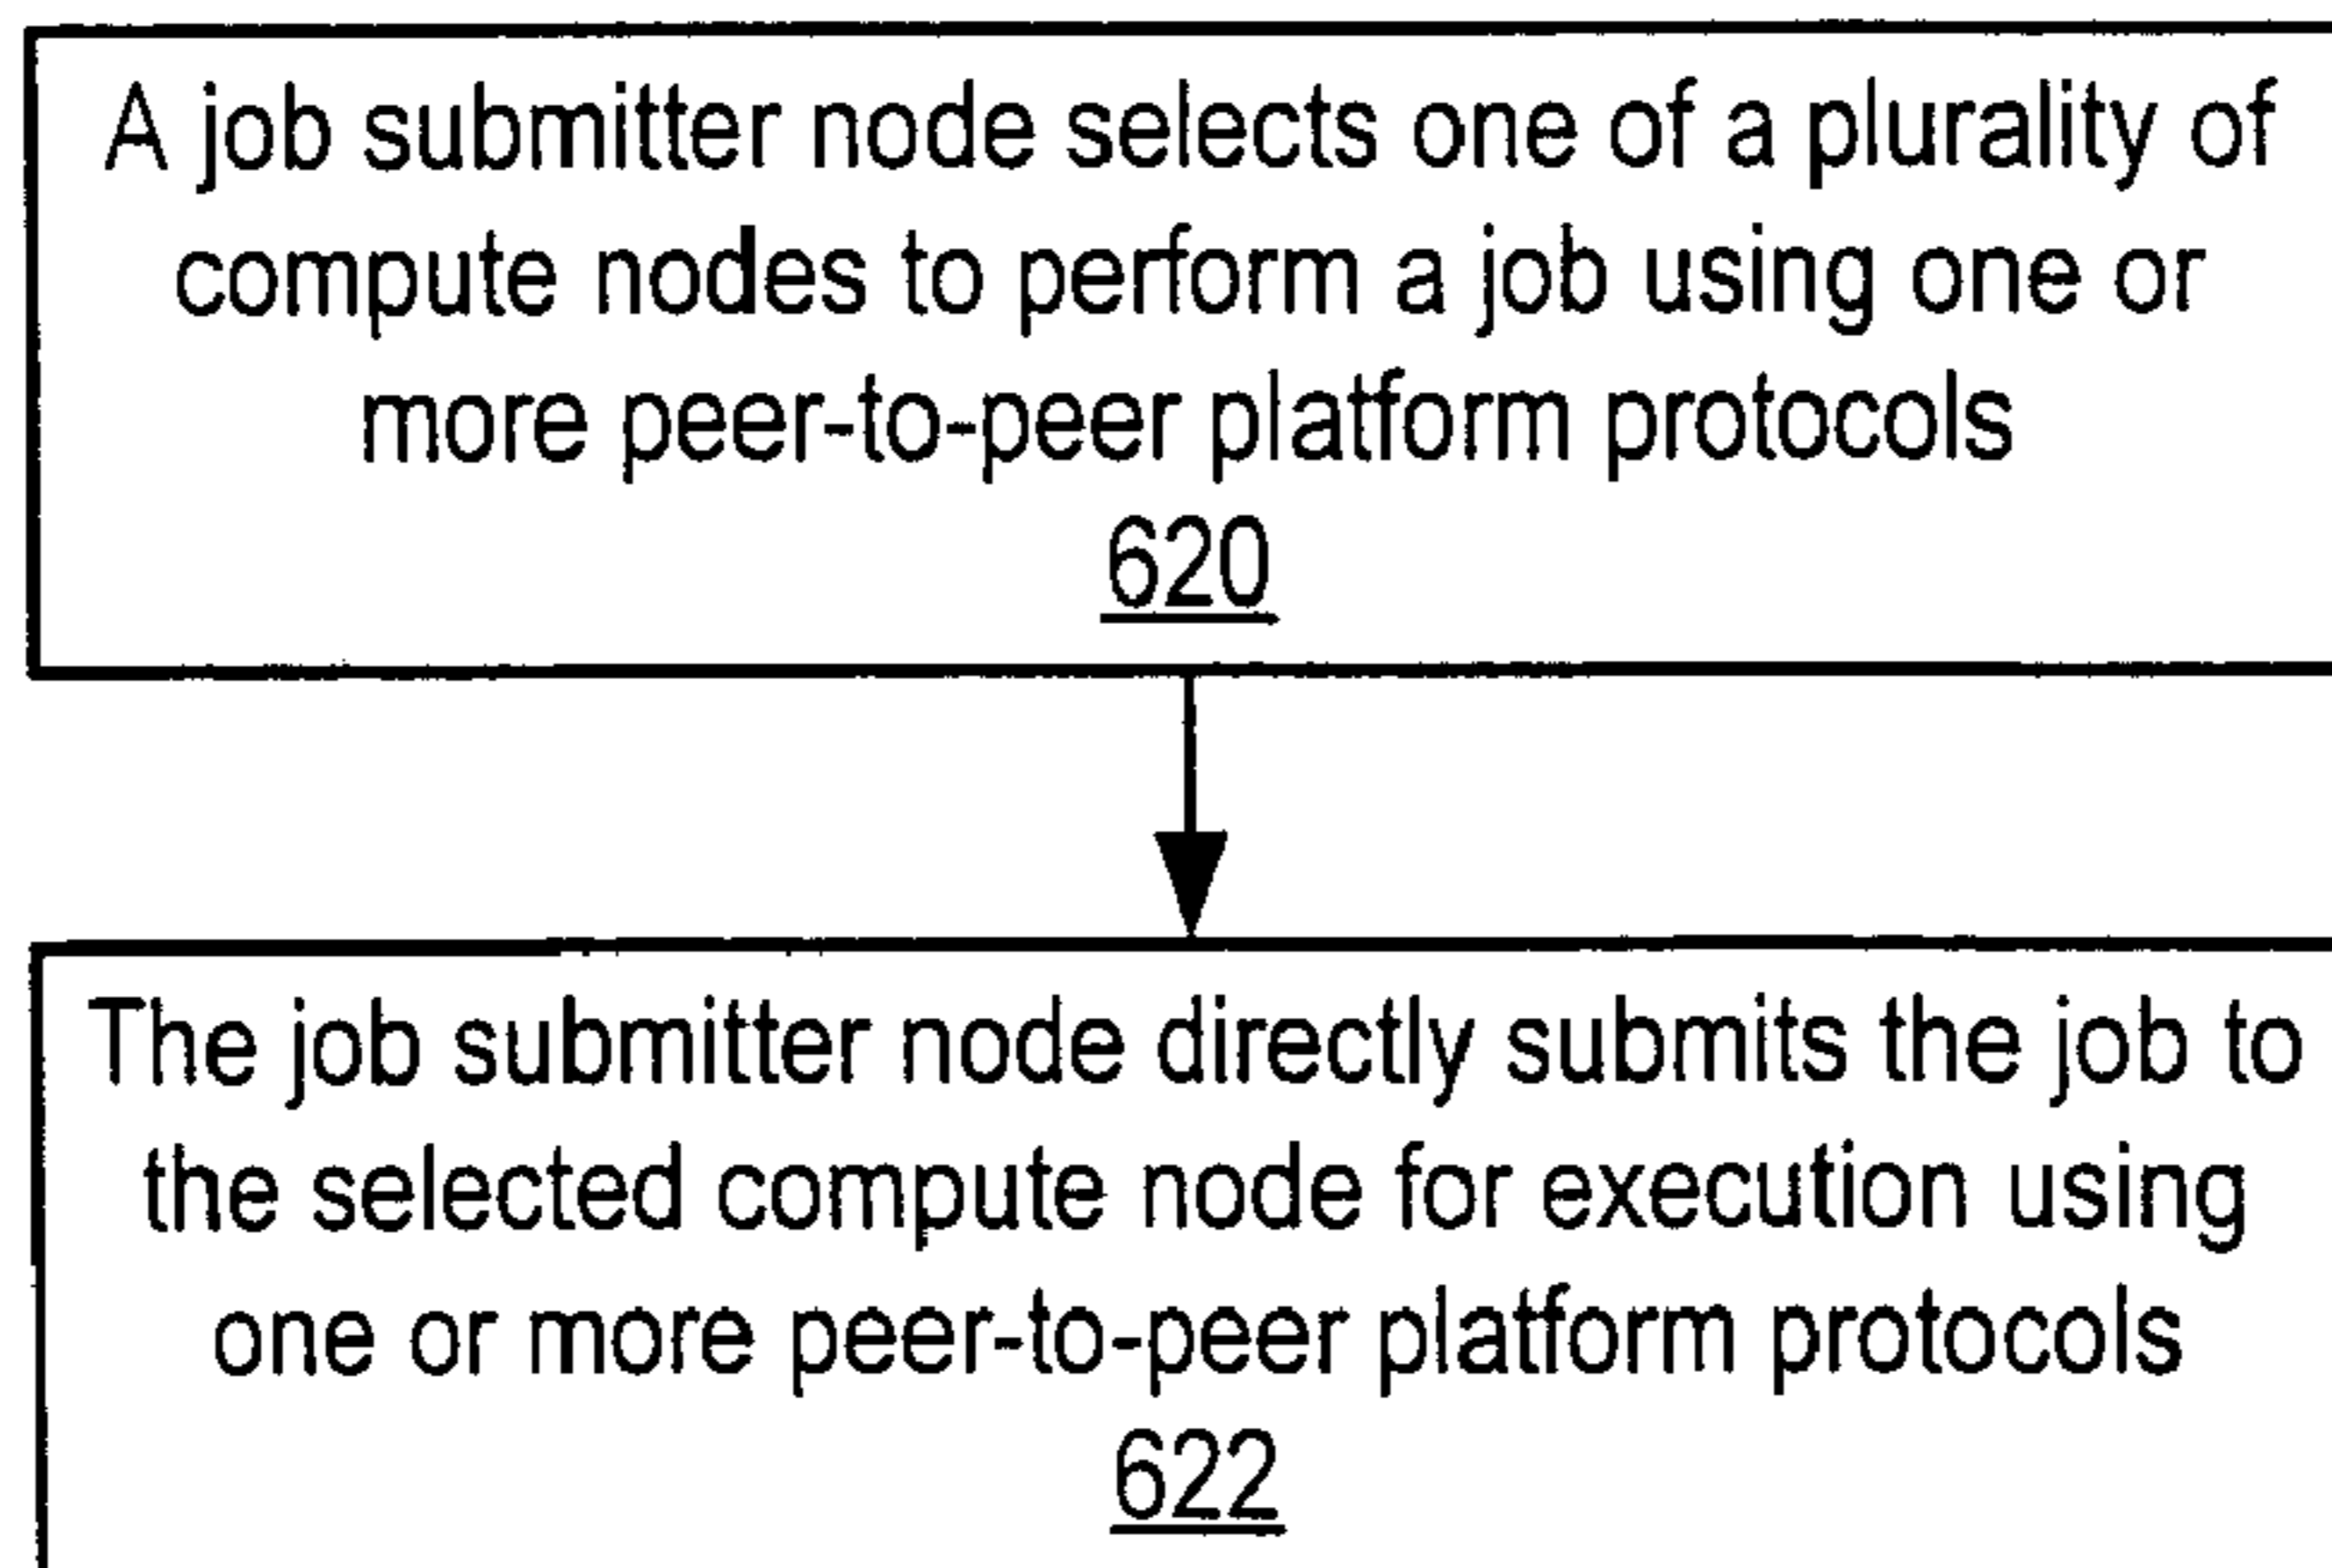 A job submitter node selects one of a plurality of
compute nodes to perform a job using one or
more peer-to-peer platform protocols
620
The job submitter node directly submits the job to
the selected compute node for execution using
one or more peer-to-peer platform protocols
622